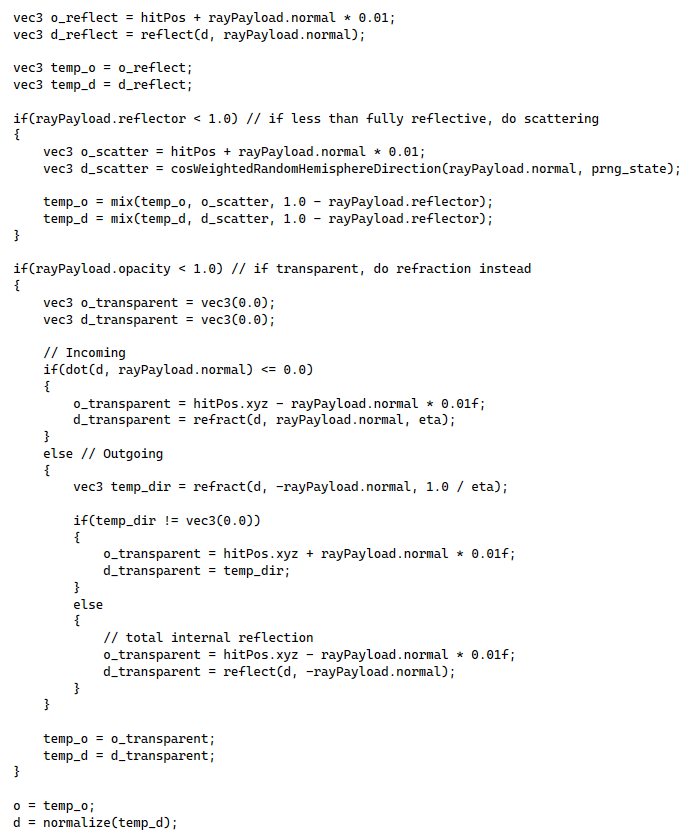 vec3 o_reflect = hitPos + rayPayload.normal * 0.01;
vec3 d_reflect = reflect(d, rayPayload.normal);

vec3 temp_o = o_reflect;
vec3 temp_d = d_reflect;

if(rayPayload.reflector < 1.0) // if less than fully reflective, do scattering
{
    vec3 o_scatter = hitPos + rayPayload.normal * 0.01;
    vec3 d_scatter = cosWeightedRandomHemisphereDirection(rayPayload.normal, prng_state);

    temp_o = mix(temp_o, o_scatter, 1.0 - rayPayload.reflector);
    temp_d = mix(temp_d, d_scatter, 1.0 - rayPayload.reflector);
}

if(rayPayload.opacity < 1.0) // if transparent, do refraction instead
{
    vec3 o_transparent = vec3(0.0);
    vec3 d_transparent = vec3(0.0);

    // Incoming
    if(dot(d, rayPayload.normal) <= 0.0)
    {
        o_transparent = hitPos.xyz - rayPayload.normal * 0.01f;
        d_transparent = refract(d, rayPayload.normal, eta);
    }
    else // Outgoing
    {
        vec3 temp_dir = refract(d, -rayPayload.normal, 1.0 / eta);

        if(temp_dir != vec3(0.0))
        {
            o_transparent = hitPos.xyz + rayPayload.normal * 0.01f;
            d_transparent = temp_dir;
        }
        else
        {
            // total internal reflection
            o_transparent = hitPos.xyz - rayPayload.normal * 0.01f;
            d_transparent = reflect(d, -rayPayload.normal);
        }
    }

    temp_o = o_transparent;
    temp_d = d_transparent;
}

o = temp_o;
d = normalize(temp_d);